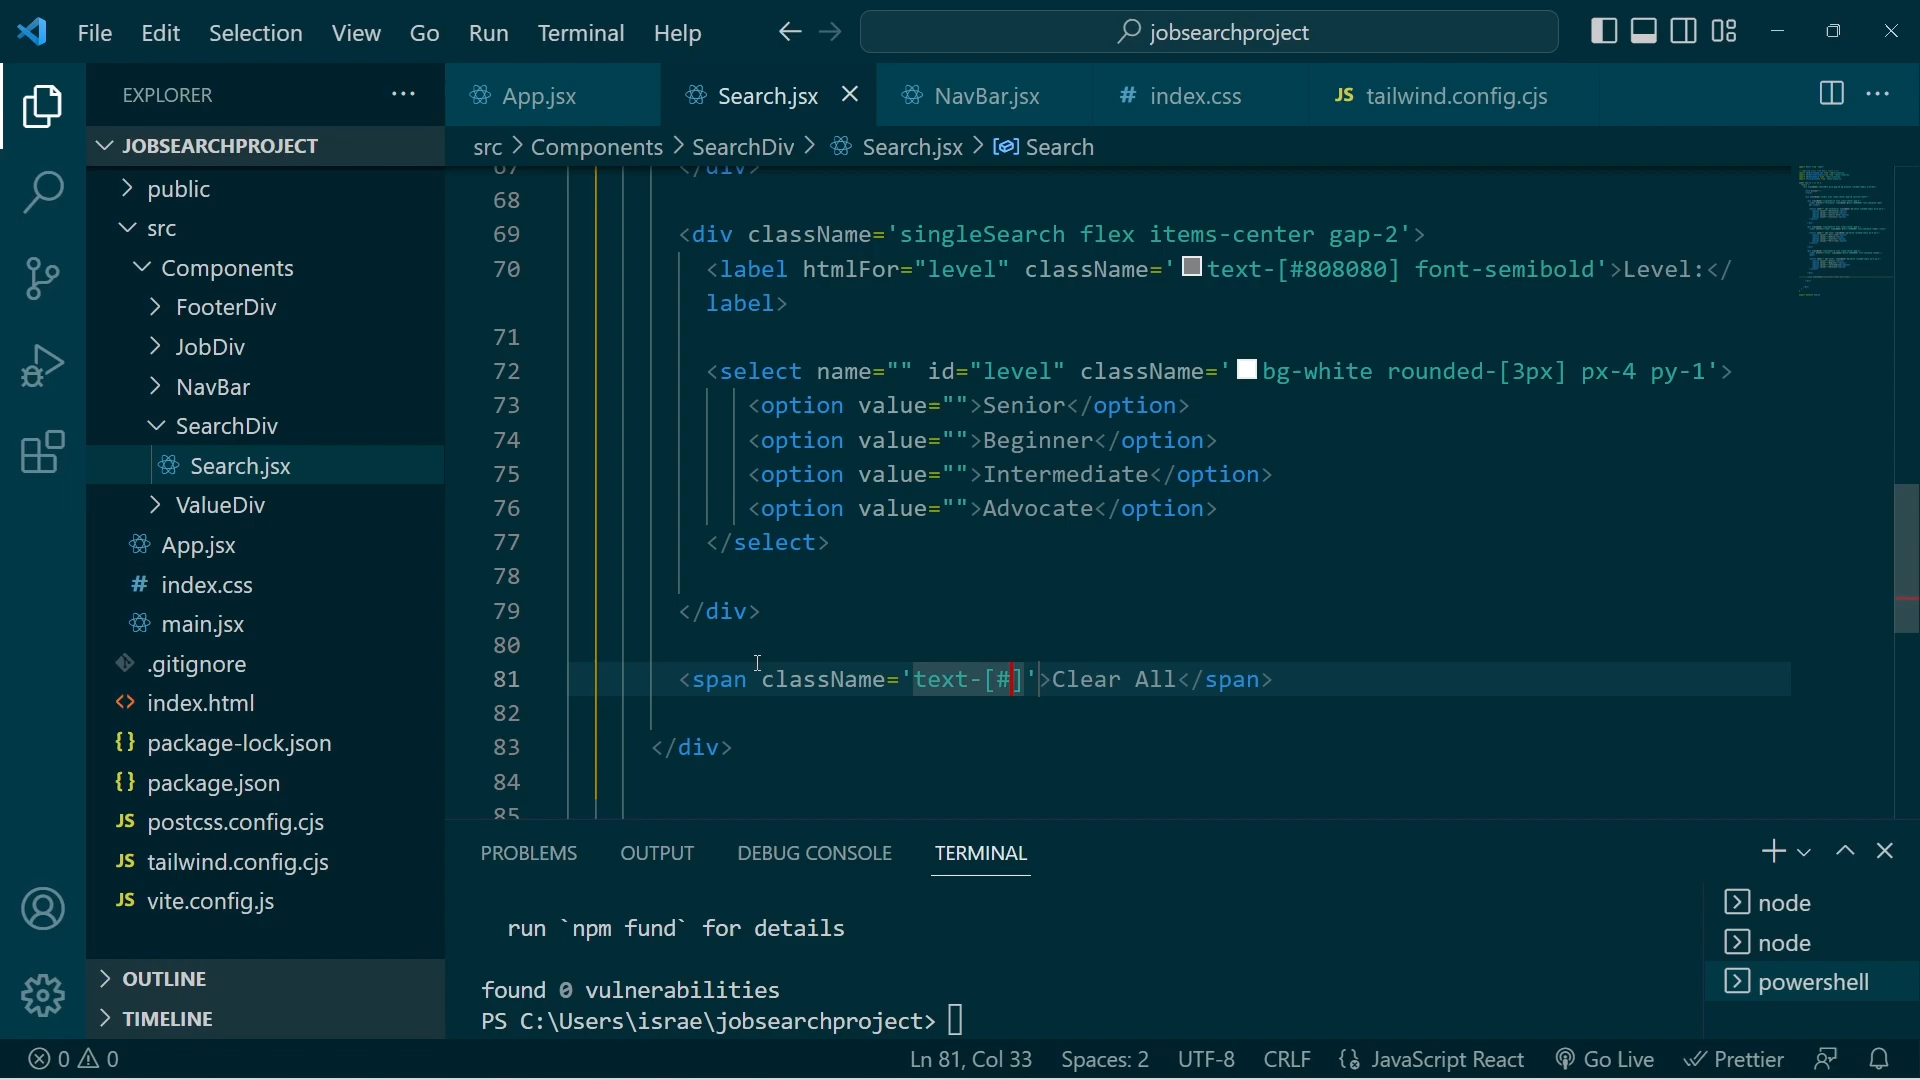 File Edit Selection View Go Run Terminal Help jobsearchproject
EXPLORER
App.jsx Search.jsx NavBar.jsx # index.css JS tailwind.config.cjs
JOBSEARCHPROJECT
src > Components > SearchDiv > Search.jsx > Search
public
src
Components
FooterDiv
JobDiv
NavBar
SearchDiv
Search.jsx
ValueDiv
App.jsx
# index.css
main.jsx
.gitignore
<> index.html
{} package-lock.json
{} package.json
JS postcss.config.cjs
JS tailwind.config.cjs
JS vite.config.js
OUTLINE
TIMELINE
67 </div>
68
69 <div className='singleSearch flex items-center gap-2'>
70 <label htmlFor="level" className='text-[#808080] font-semibold'>Level:</
label>
71
72 <select name="" id="level" className='bg-white rounded-[3px] px-4 py-1'>
73 <option value="">Senior</option>
74 <option value="">Beginner</option>
75 <option value="">Intermediate</option>
76 <option value="">Advocate</option>
77 </select>
78
79 </div>
80
81 <span className='text-[#]'>Clear All</span>
82
83 </div>
84
85
PROBLEMS OUTPUT DEBUG CONSOLE TERMINAL
run `npm fund` for details
found 0 vulnerabilities
PS C:\Users\israe\jobsearchproject>
node
node
powershell
0 0 Ln 81, Col 33 Spaces: 2 UTF-8 CRLF JavaScript React Go Live Prettier